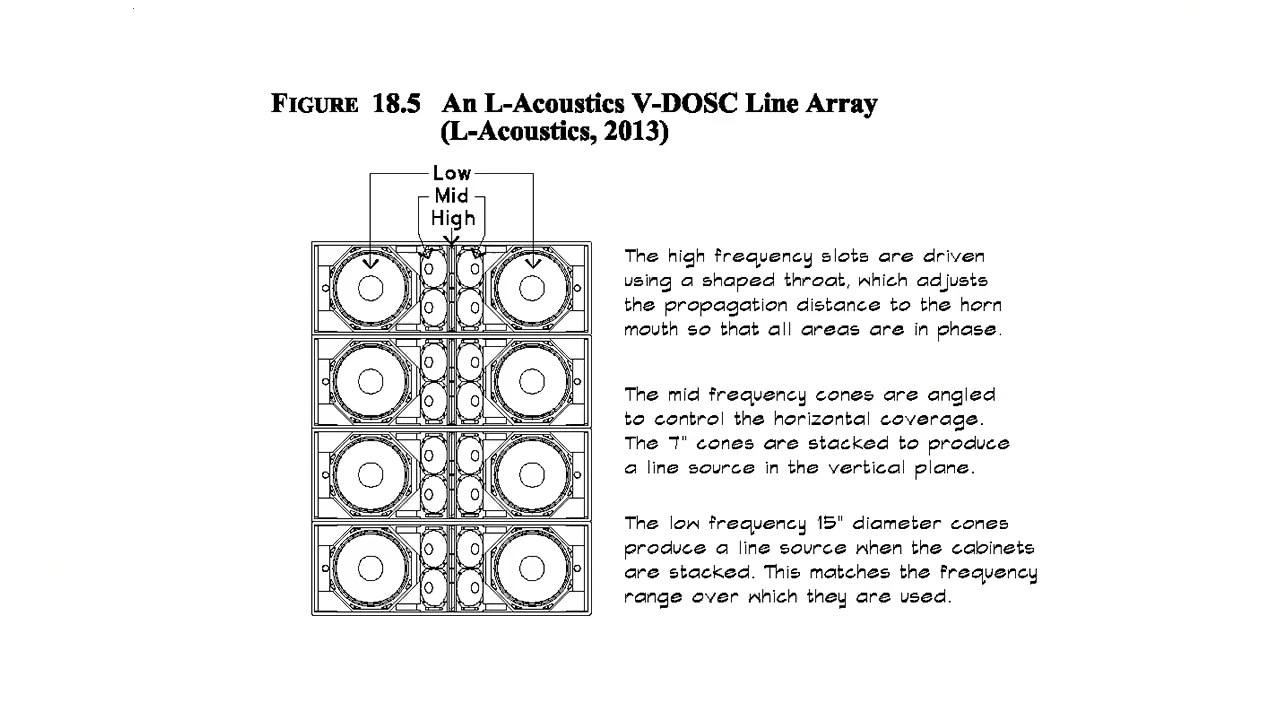 FIGURE 18.5 An L-Acoustics V-DOSC Line Array
(L-Acoustics, 2013)
Low
Mid
High
The high frequency slots are driven
using a shaped throat, which adjusts
the propagation distance to the horn
mouth so that all areas are in phase.
The mid frequency cones are angled
to control the horizontal coverage.
The 7" cones are stacked to produce
a line source in the vertical plane.
The low frequency 15" diameter cones
produce a line source when the cabinets
are stacked. This matches the frequency
range over which they are used.